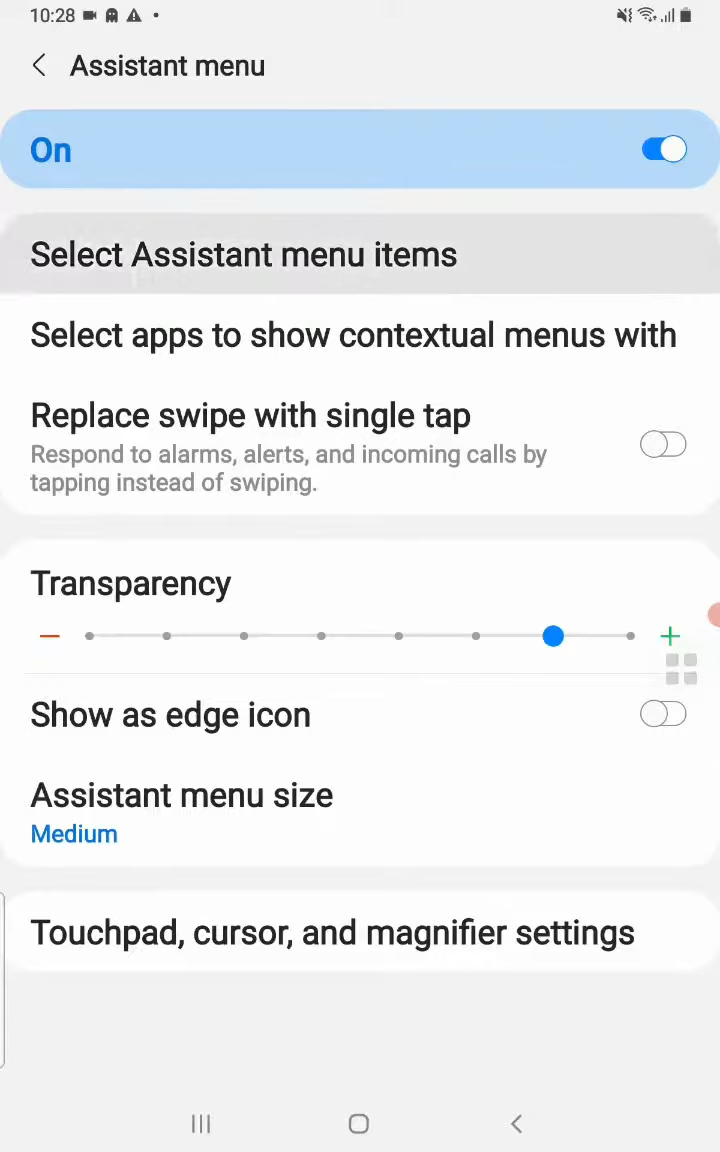 10:28
Assistant menu
On
Select Assistant menu items
Select apps to show contextual menus with
Replace swipe with single tap
Respond to alarms, alerts, and incoming calls by
tapping instead of swiping.
Transparency
Show as edge icon
Assistant menu size
Medium
Touchpad, cursor, and magnifier settings